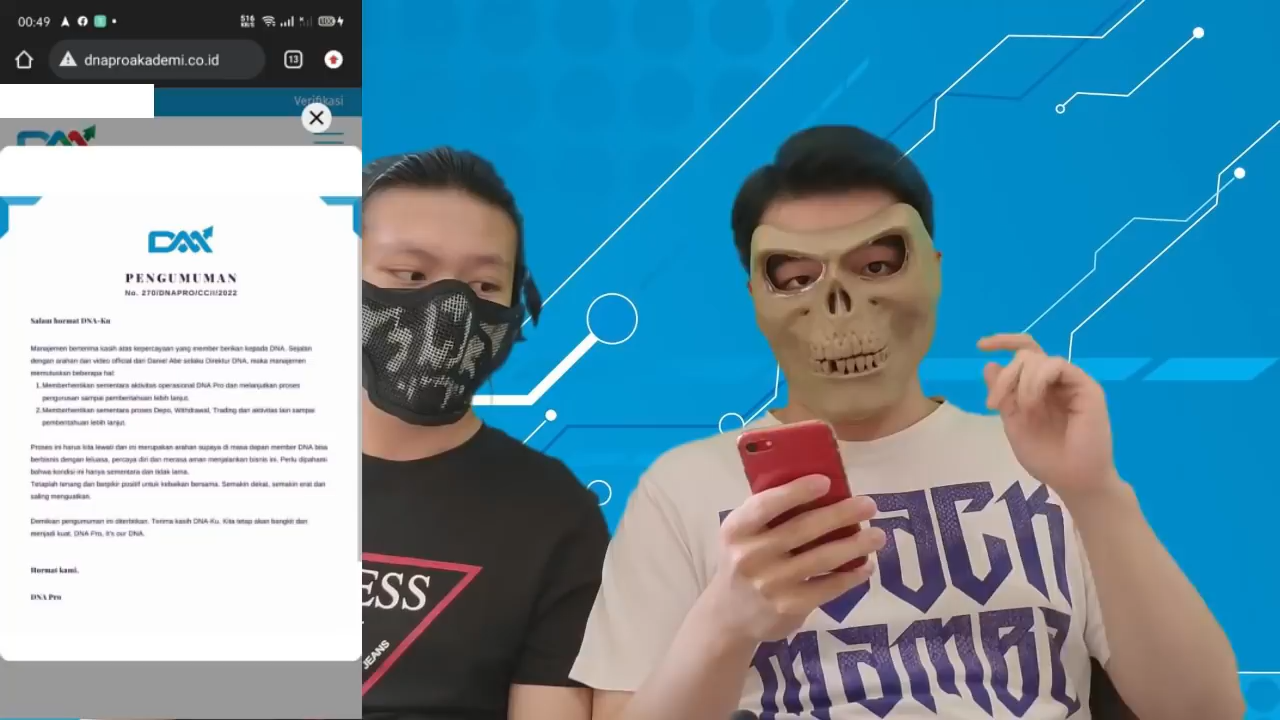 00:49
516
KB/S
dnaproakademi.co.id
13
Verifikasi
PENGUMUMAN
No. 270/DNAPRO/CCII/2022
Salam hormat DNA-Ku
Manajemen berterima kasih atas kepercayaan yang member berikan kepada DNA. Sejalan
dengan arahan dan video official dari Daniel Abe selaku Direktur DNA, maka manajemen
memutuskan beberapa hal:
1. Memberhentikan sementara aktivitas operasional DNA Pro dan melanjutkan proses
pengurusan sampai pemberitahuan lebih lanjut.
2. Memberhentikan sementara proses Depo, Withdrawal, Trading dan aktivitas lain sampai
pemberitahuan lebih lanjut.
Proses ini harus kita lewati dan ini merupakan arahan supaya di masa depan member DNA bisa
berbisnis dengan leluasa, percaya diri dan merasa aman menjalankan bisnis ini. Perlu dipahami
bahwa kondisi ini hanya sementara dan tidak lama.
Tetaplah tenang dan berpikir positif untuk kebaikan bersama. Semakin dekat, semakin erat dan
saling menguatkan.
Demikian pengumuman ini diterbitkan. Terima kasih DNA-Ku. Kita tetap akan bangkit dan
menjadi kuat. DNA Pro, it's our DNA.
Hormat kami,
DNA Pro
ESS
JEANS
MAMBA